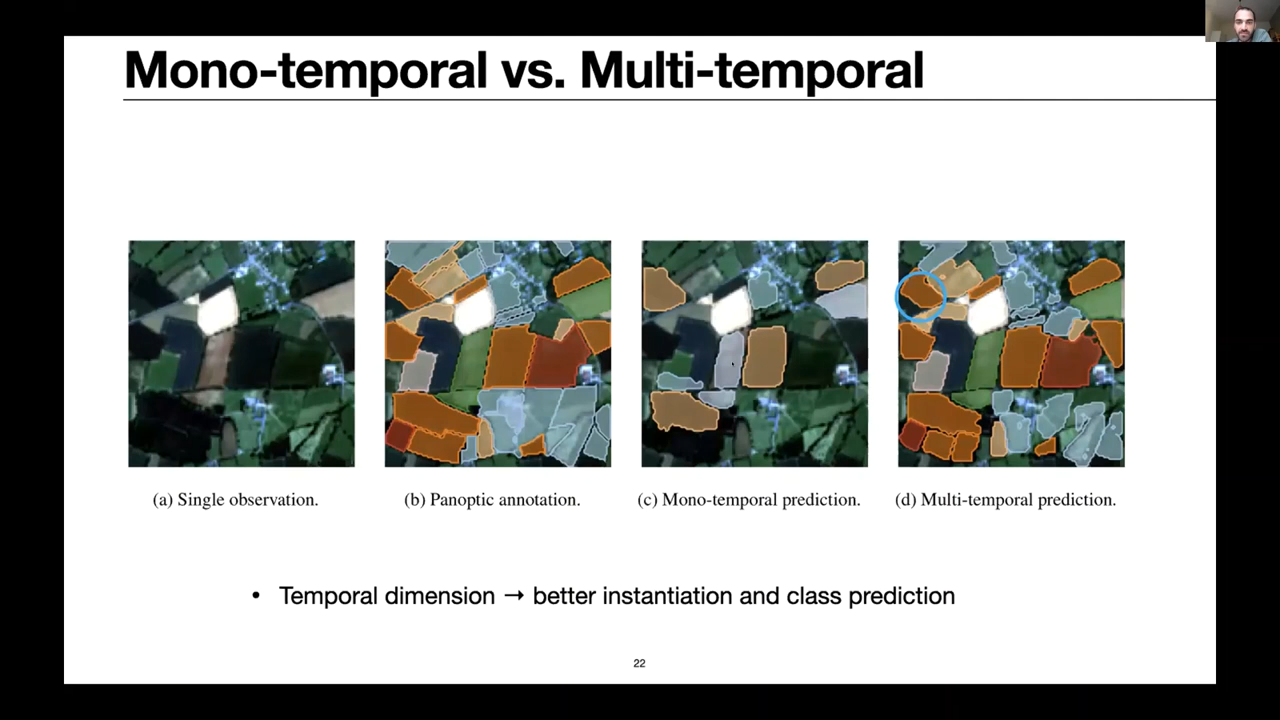 Mono-temporal vs. Multi-temporal
(a) Single observation.
(b) Panoptic annotation.
(c) Mono-temporal prediction.
(d) Multi-temporal prediction.
• Temporal dimension → better instantiation and class prediction
22